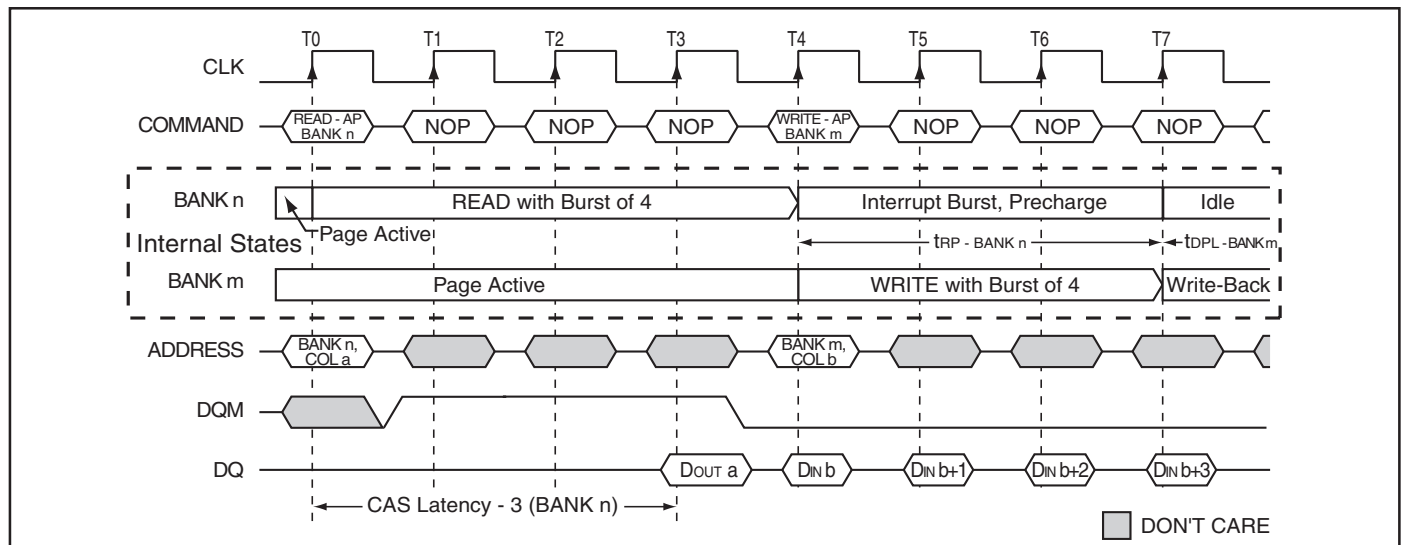 T0 T1 T2 T3 T4 T5 T6 T7
CLK
COMMAND READ - AP BANK n NOP NOP NOP WRITE - AP BANK m NOP NOP NOP
BANK n READ with Burst of 4 Interrupt Burst, Precharge Idle
Page Active
Internal States tRP - BANK n tDPL - BANK m
BANK m Page Active WRITE with Burst of 4 Write-Back
ADDRESS BANK n, COL a BANK m, COL b
DQM
DQ DOUT a DIN b DIN b+1 DIN b+2 DIN b+3
CAS Latency - 3 (BANK n)
DON'T CARE